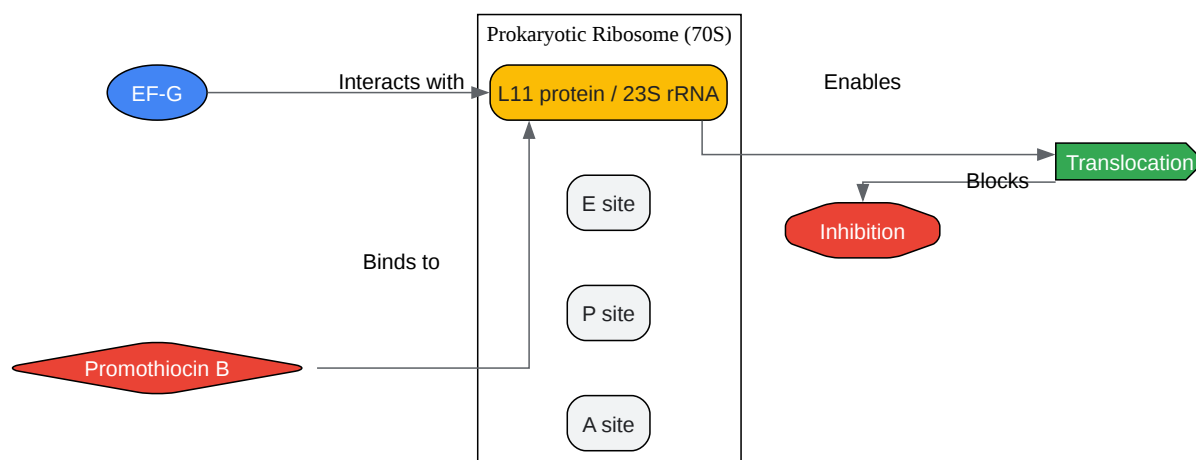 Prokaryotic Ribosome (70S)
EF-G
Interacts with
L11 protein / 23S rRNA
Enables
Translocation
Blocks
Inhibition
E site
Binds to
P site
Promothiocin B
A site